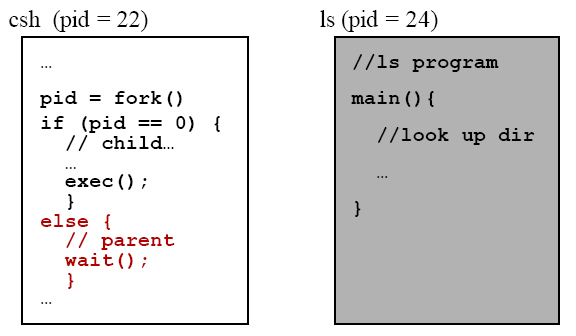 csh (pid = 22)
…
pid = fork()
if (pid == 0) {
// child…
…
exec();
}
else {
// parent
wait();
}
…
ls (pid = 24)
//ls program
main(){
//look up dir
…
}